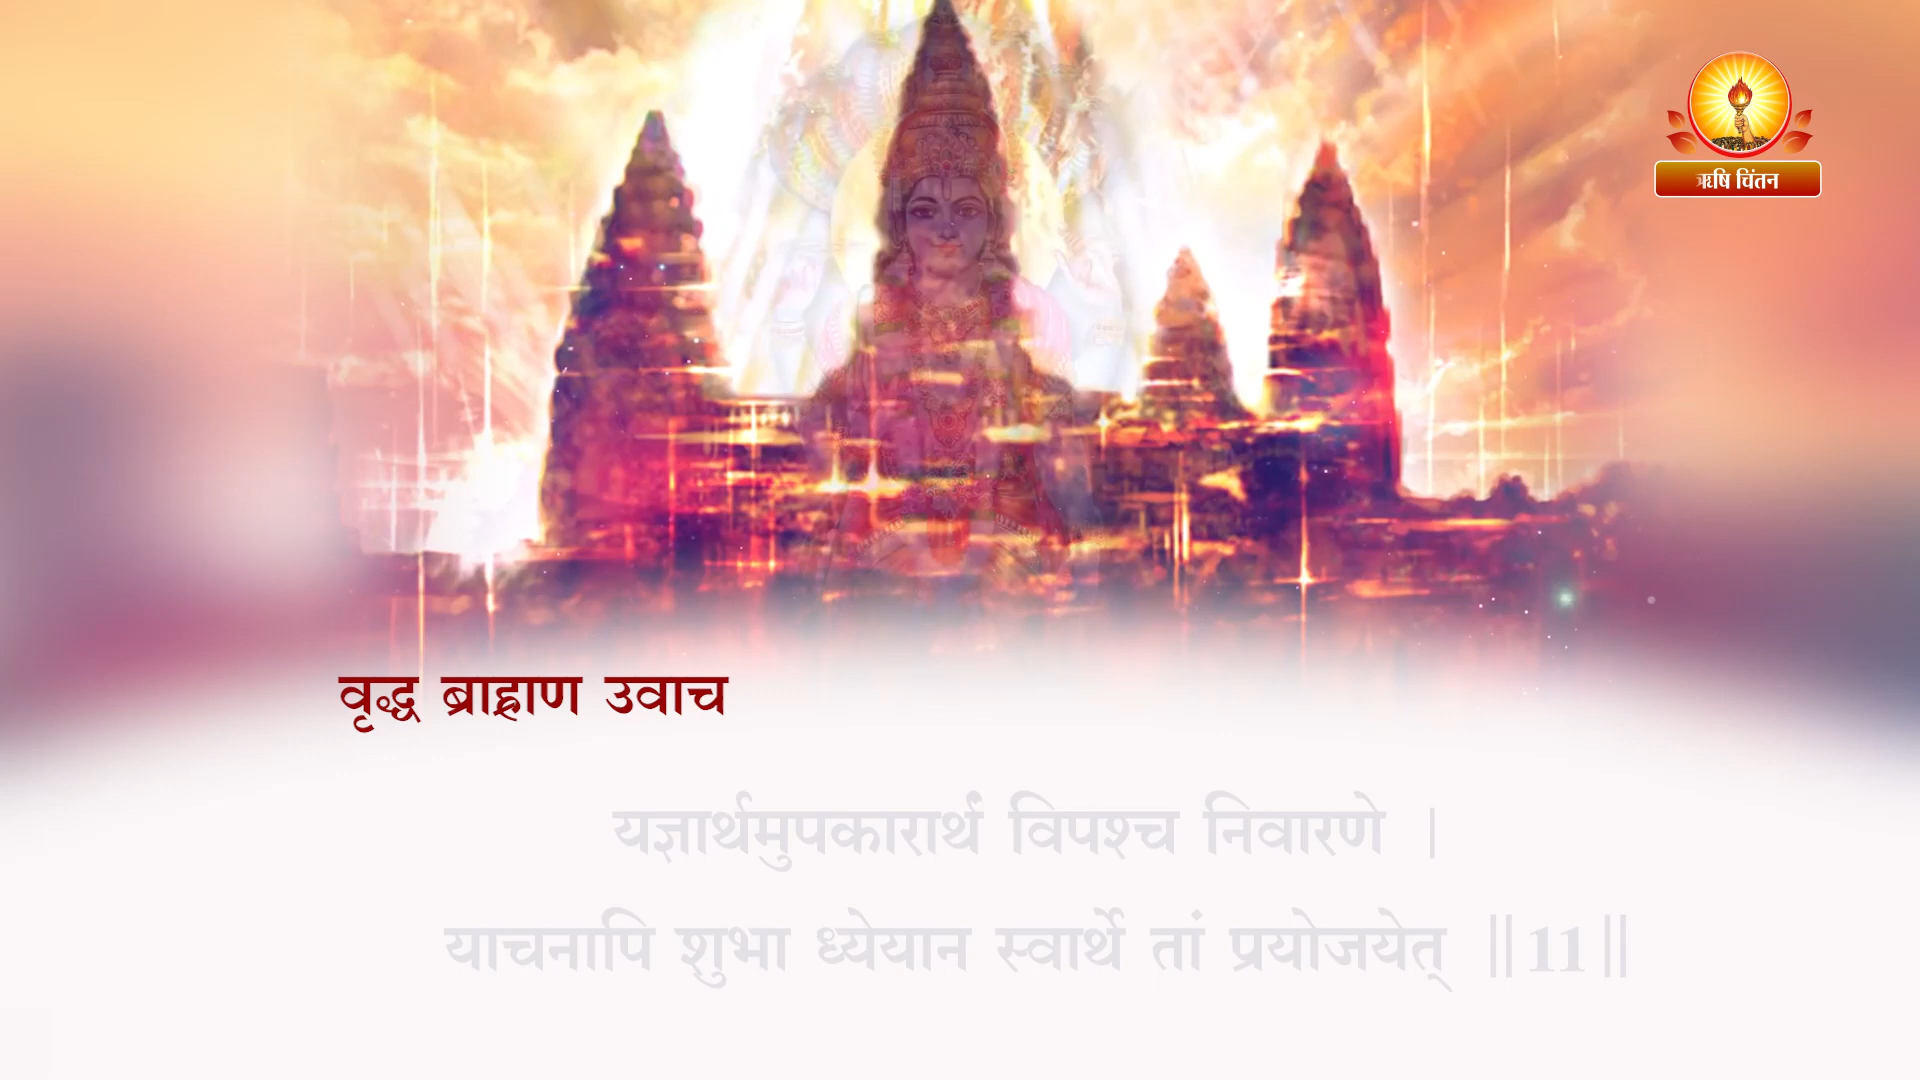 ऋषि चिंतन
वृद्ध ब्राह्मण उवाच
यज्ञार्थमुपकारार्थं विपश्च निवारणे ।
याचनापि शुभा ध्येयान स्वार्थे तां प्रयोजयेत् ॥11॥